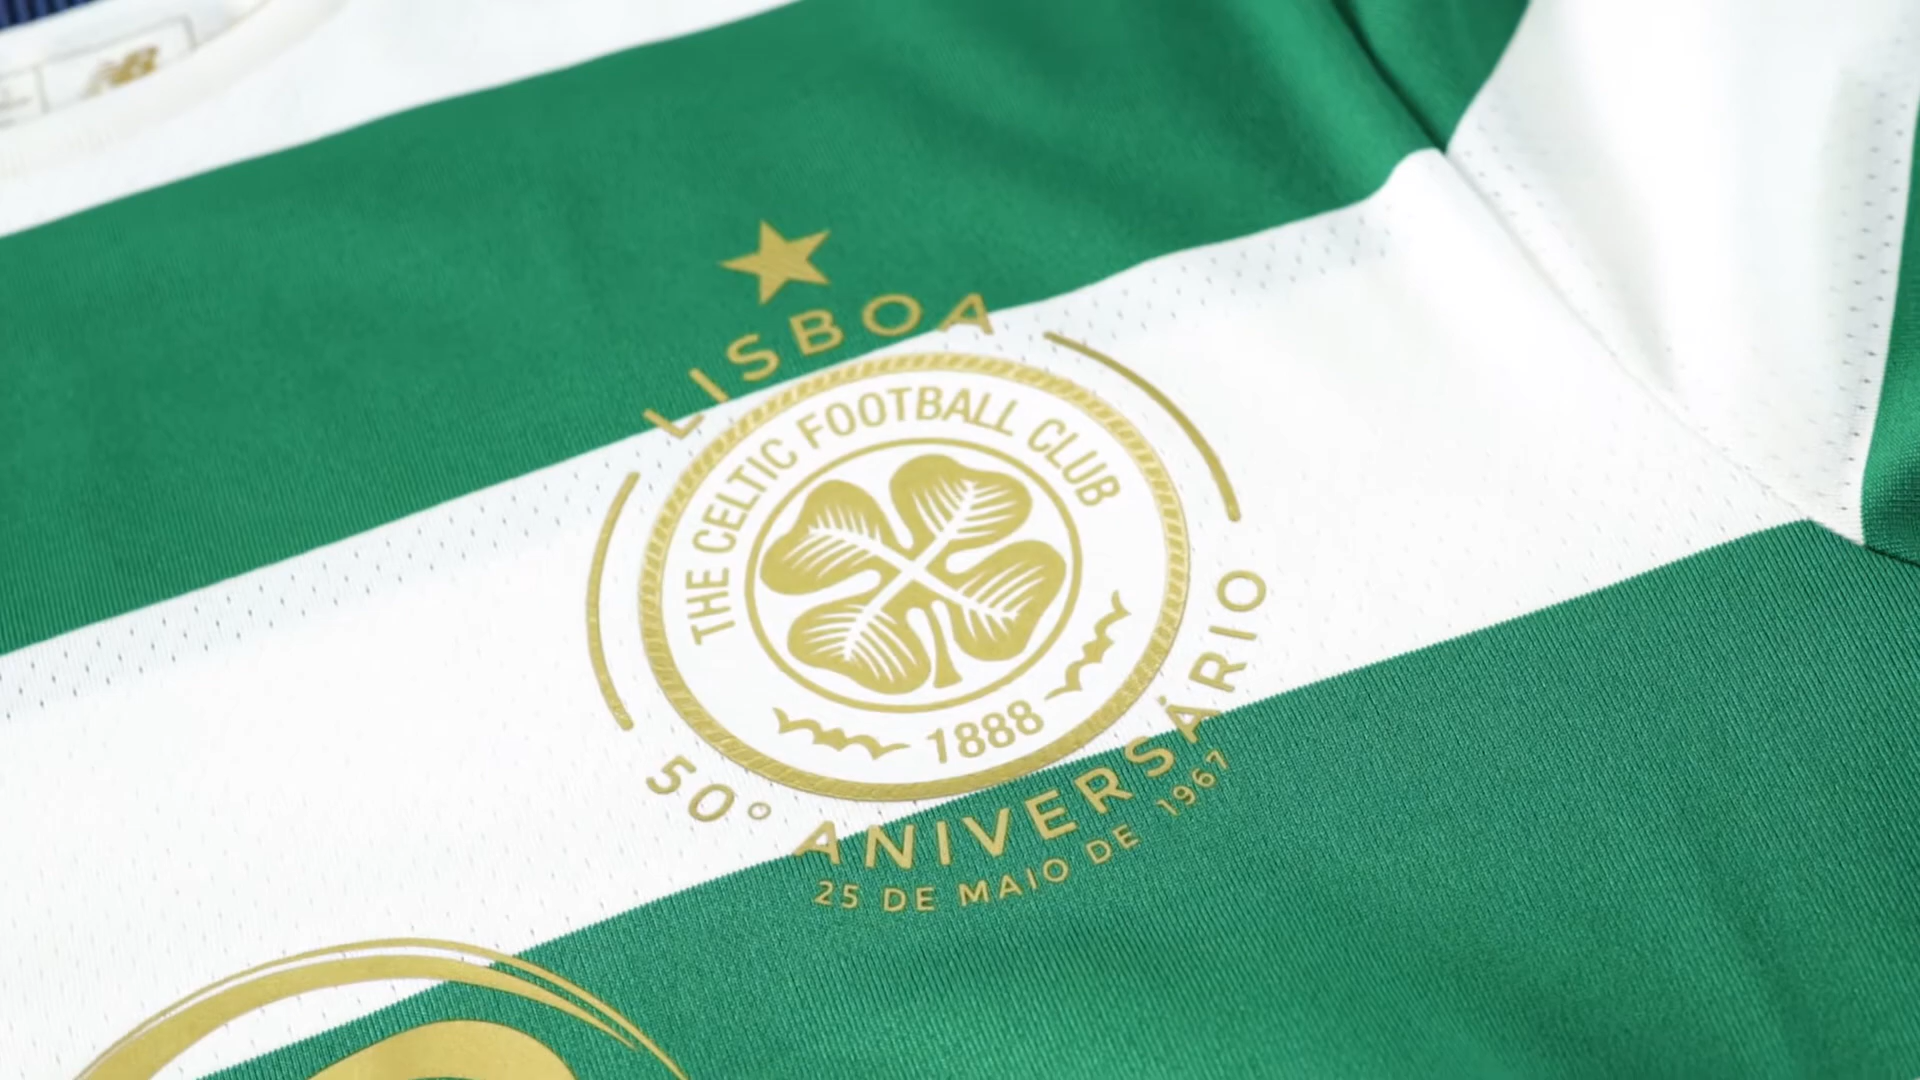 LISBOA
THE CELTIC FOOTBALL CLUB
1888
50° ANIVERSÁRIO
25 DE MAIO DE 1967